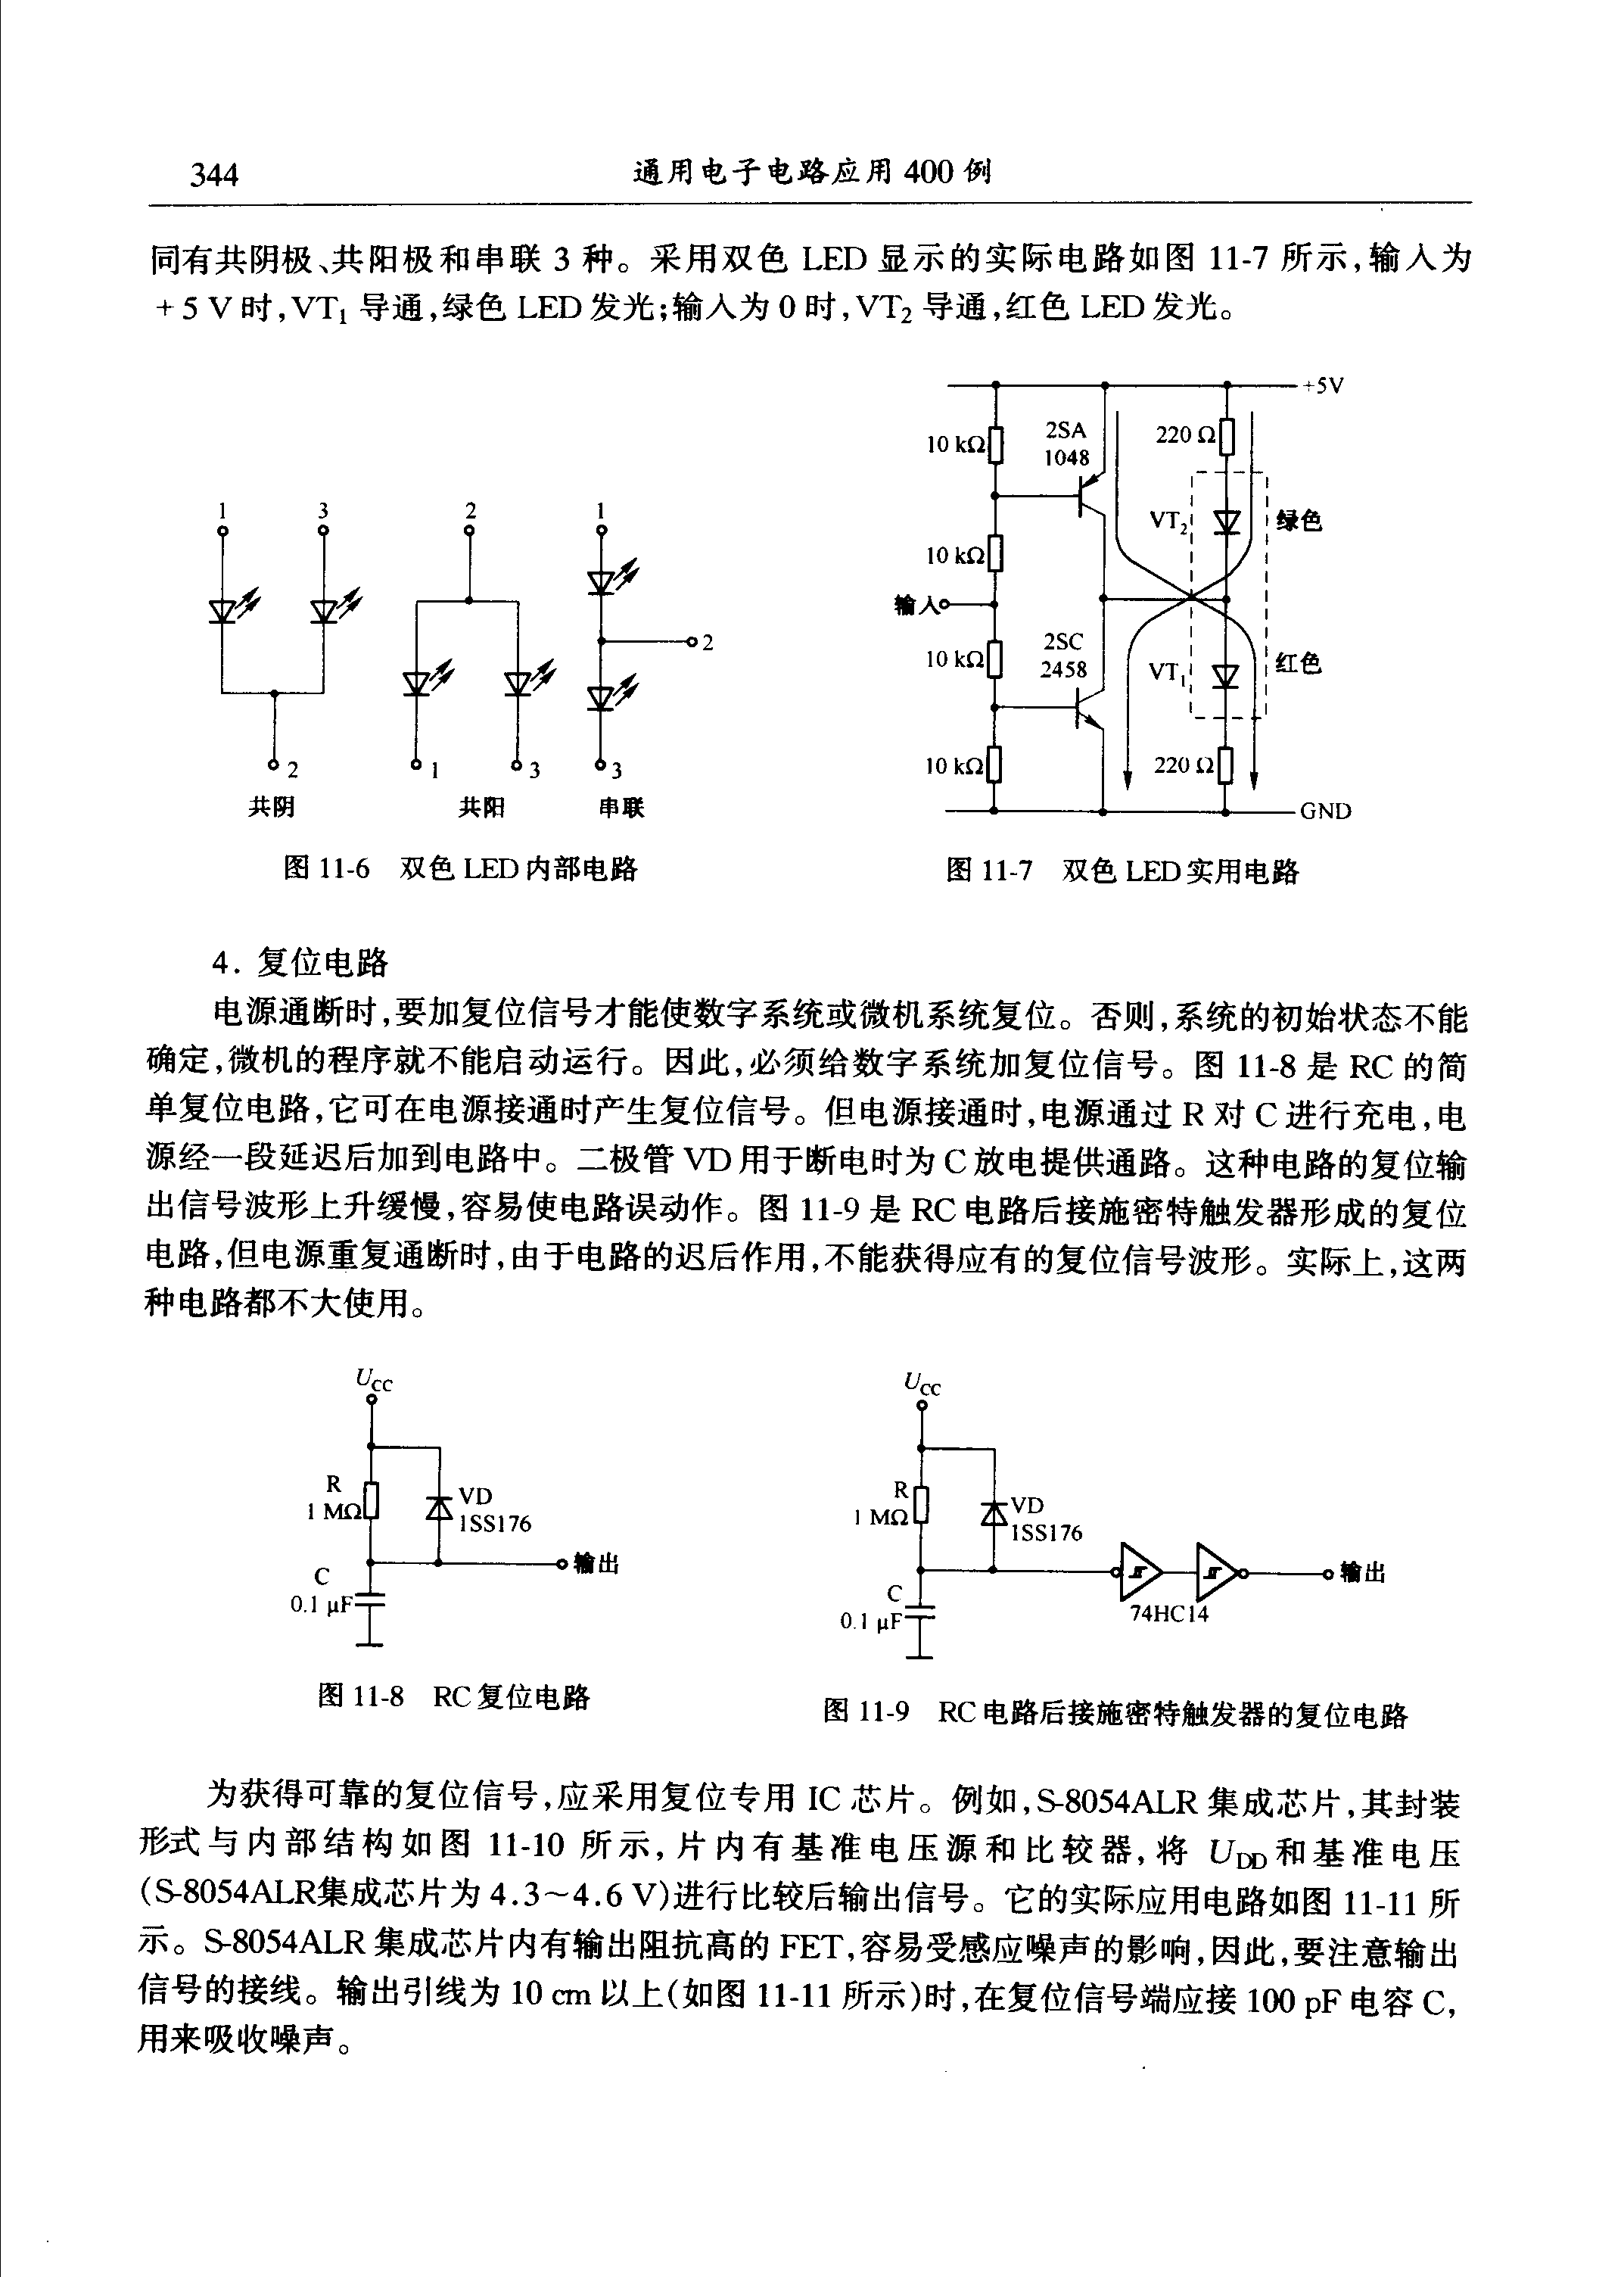 344
通用电子电路应用 400 例
同有共阴极、共阳极和串联 3 种。采用双色 LED 显示的实际电路如图 11-7 所示,输入为
+5 V 时,VT₁ 导通,绿色 LED 发光;输入为 0 时,VT₂ 导通,红色 LED 发光。
1
3
2
共阴
2
1
3
共阳
1
2
3
串联
图 11-6 双色 LED 内部电路
+5V
10 kΩ
2SA
1048
220 Ω
VT₂
绿色
10 kΩ
输入
10 kΩ
2SC
2458
VT₁
红色
10 kΩ
220 Ω
GND
图 11-7 双色 LED 实用电路
4. 复位电路
电源通断时,要加复位信号才能使数字系统或微机系统复位。否则,系统的初始状态不能
确定,微机的程序就不能启动运行。因此,必须给数字系统加复位信号。图 11-8 是 RC 的简
单复位电路,它可在电源接通时产生复位信号。但电源接通时,电源通过 R 对 C 进行充电,电
源经一段延迟后加到电路中。二极管 VD 用于断电时为 C 放电提供通路。这种电路的复位输
出信号波形上升缓慢,容易使电路误动作。图 11-9 是 RC 电路后接施密特触发器形成的复位
电路,但电源重复通断时,由于电路的迟后作用,不能获得应有的复位信号波形。实际上,这两
种电路都不大使用。
U_CC
R
1 MΩ
VD
1SS176
输出
C
0.1 μF
图 11-8 RC 复位电路
U_CC
R
1 MΩ
VD
1SS176
C
0.1 μF
74HC14
输出
图 11-9 RC 电路后接施密特触发器的复位电路
为获得可靠的复位信号,应采用复位专用 IC 芯片。例如,S-8054ALR 集成芯片,其封装
形式与内部结构如图 11-10 所示,片内有基准电压源和比较器,将 U_DD 和基准电压
(S-8054ALR集成芯片为 4.3~4.6 V)进行比较后输出信号。它的实际应用电路如图 11-11 所
示。S-8054ALR 集成芯片内有输出阻抗高的 FET,容易受感应噪声的影响,因此,要注意输出
信号的接线。输出引线为 10 cm 以上(如图 11-11 所示)时,在复位信号端应接 100 pF 电容 C,
用来吸收噪声。